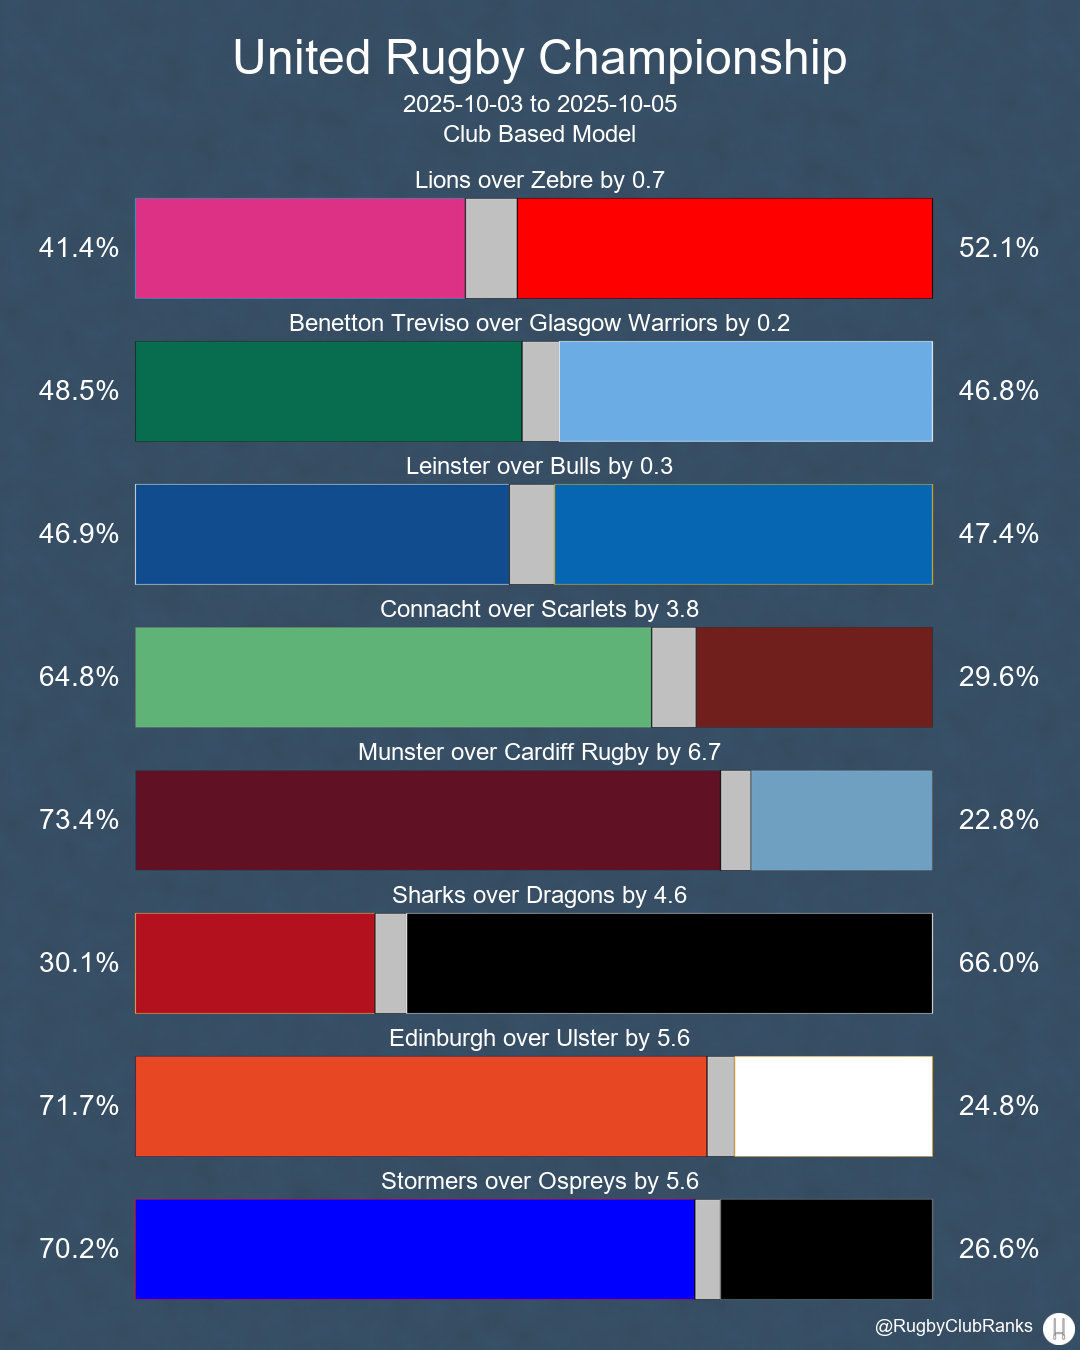 United Rugby Championship
2025-10-03 to 2025-10-05
Club Based Model
Lions over Zebre by 0.7
41.4% 52.1%
Benetton Treviso over Glasgow Warriors by 0.2
48.5% 46.8%
Leinster over Bulls by 0.3
46.9% 47.4%
Connacht over Scarlets by 3.8
64.8% 29.6%
Munster over Cardiff Rugby by 6.7
73.4% 22.8%
Sharks over Dragons by 4.6
30.1% 66.0%
Edinburgh over Ulster by 5.6
71.7% 24.8%
Stormers over Ospreys by 5.6
70.2% 26.6%
@RugbyClubRanks